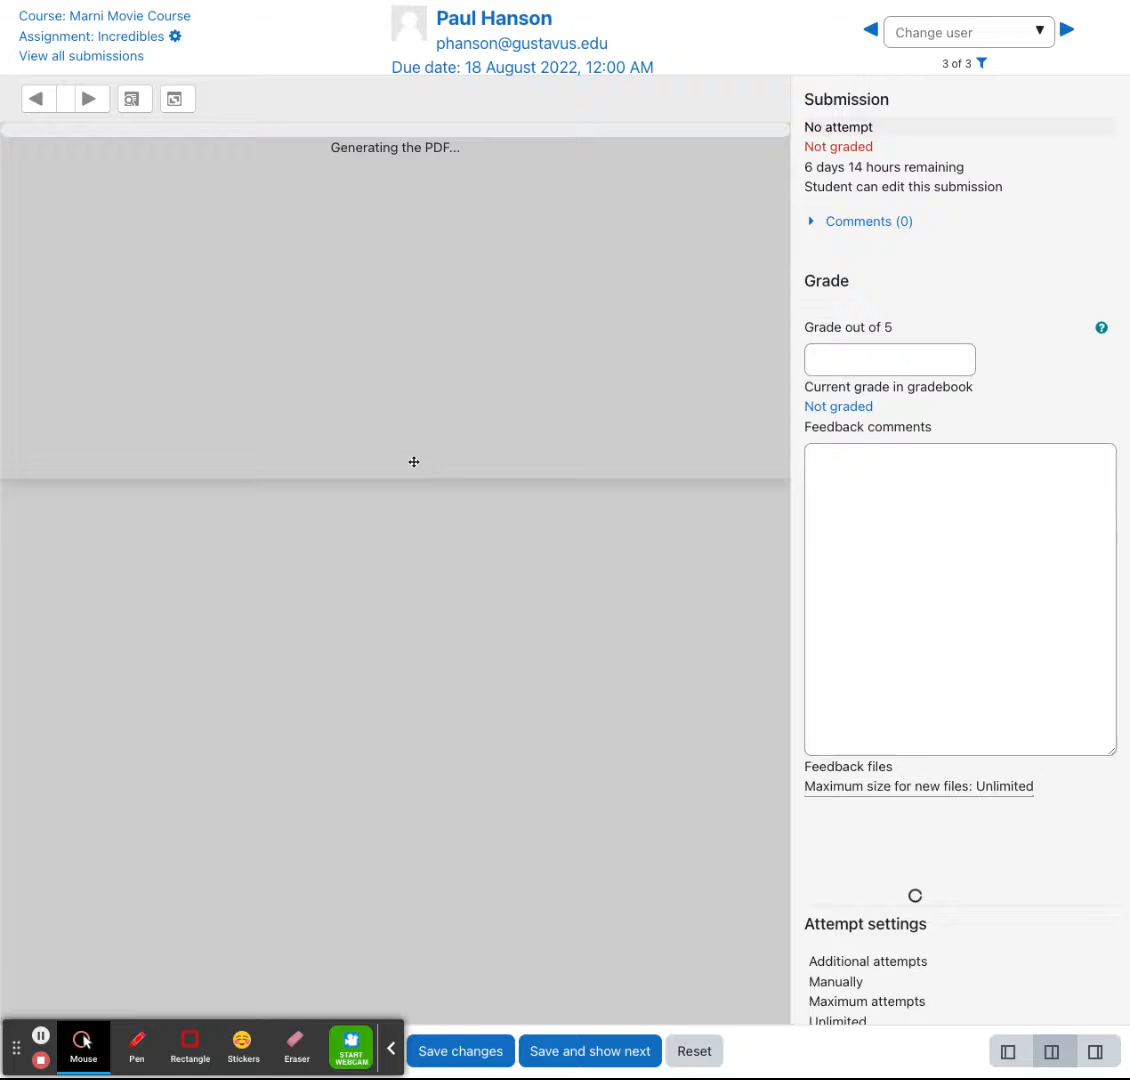 Course: Marni Movie Course
Assignment: Incredibles
View all submissions
Paul Hanson
phanson@gustavus.edu
Due date: 18 August 2022, 12:00 AM
Change user
3 of 3
Generating the PDF...
Submission
No attempt
Not graded
6 days 14 hours remaining
Student can edit this submission
Comments (0)
Grade
Grade out of 5
Current grade in gradebook
Not graded
Feedback comments
Feedback files
Maximum size for new files: Unlimited
Attempt settings
Additional attempts
Manually
Maximum attempts
Unlimited
Mouse
Pen
Rectangle
Stickers
Eraser
START
WEBCAM
Save changes
Save and show next
Reset